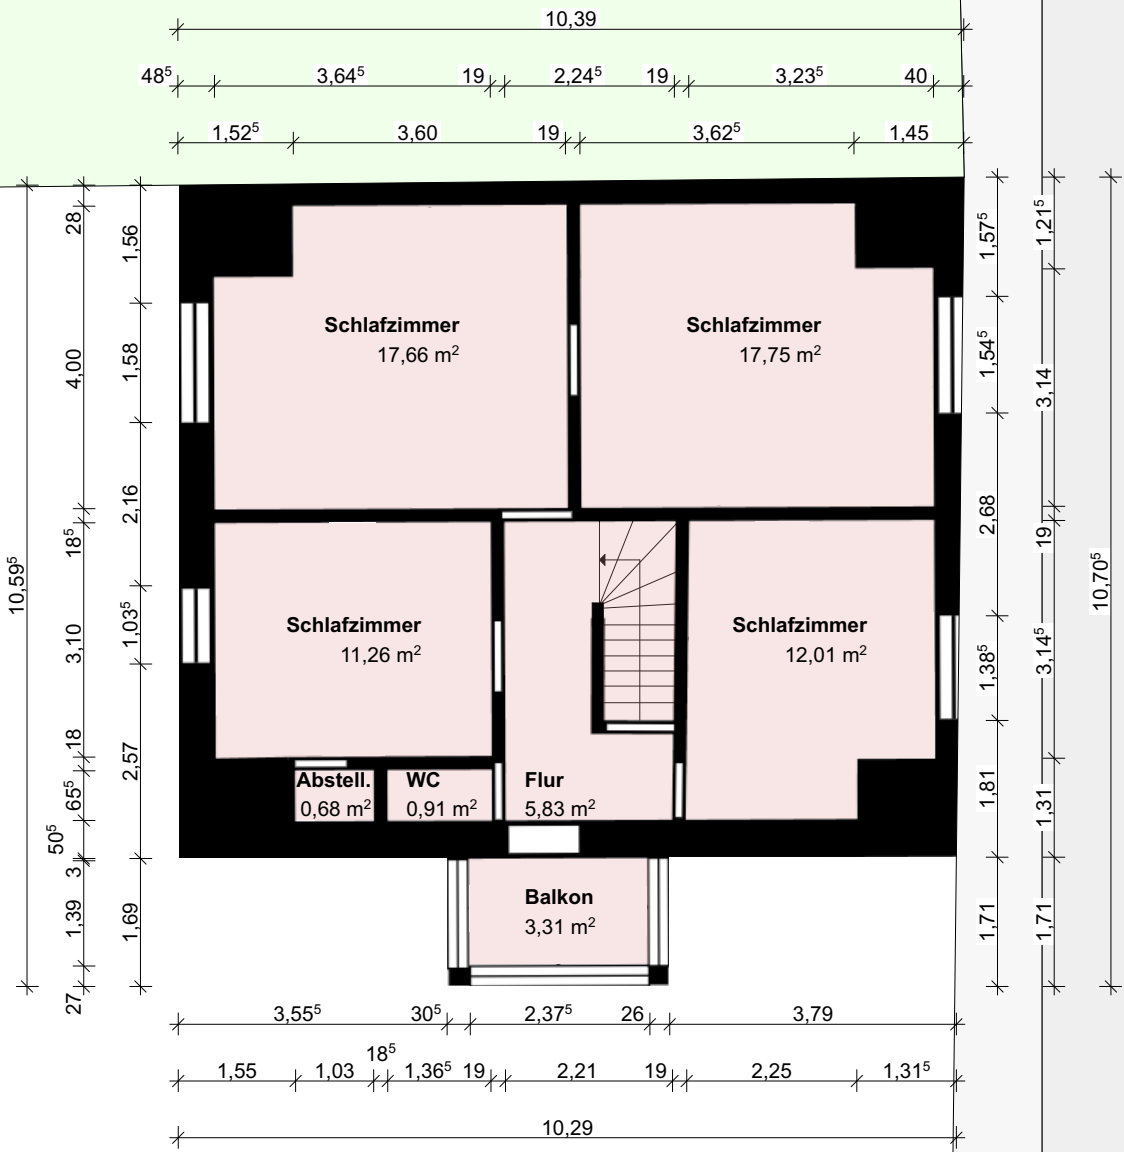 10,39
48⁵ 3,64⁵ 19 2,24⁵ 19 3,23⁵ 40
1,52⁵ 3,60 19 3,62⁵ 1,45
28
4,00
18⁵
3,10
18
65⁵
50⁵
3
1,39
27
1,56
1,58
2,16
1,03⁵
2,57
1,69
10,59⁵
Schlafzimmer
17,66 m²
Schlafzimmer
17,75 m²
Schlafzimmer
11,26 m²
Schlafzimmer
12,01 m²
Abstell.
0,68 m²
WC
0,91 m²
Flur
5,83 m²
Balkon
3,31 m²
1,57⁵
1,54⁵
2,68
1,38⁵
1,81
1,71
1,21⁵
3,14
19
3,14⁵
1,31
1,71
10,70⁵
3,55⁵ 30⁵ 2,37⁵ 26 3,79
18⁵
1,55 1,03 1,36⁵ 19 2,21 19 2,25 1,31⁵
10,29